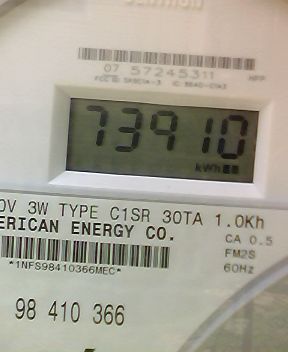 07 57245311 HFP
73910
kWh
0V 3W TYPE C1SR 30TA 1.0Kh
ERICAN ENERGY CO.
CA 0.5
FM2S
60Hz
*1NFS98410366MEC*
98 410 366